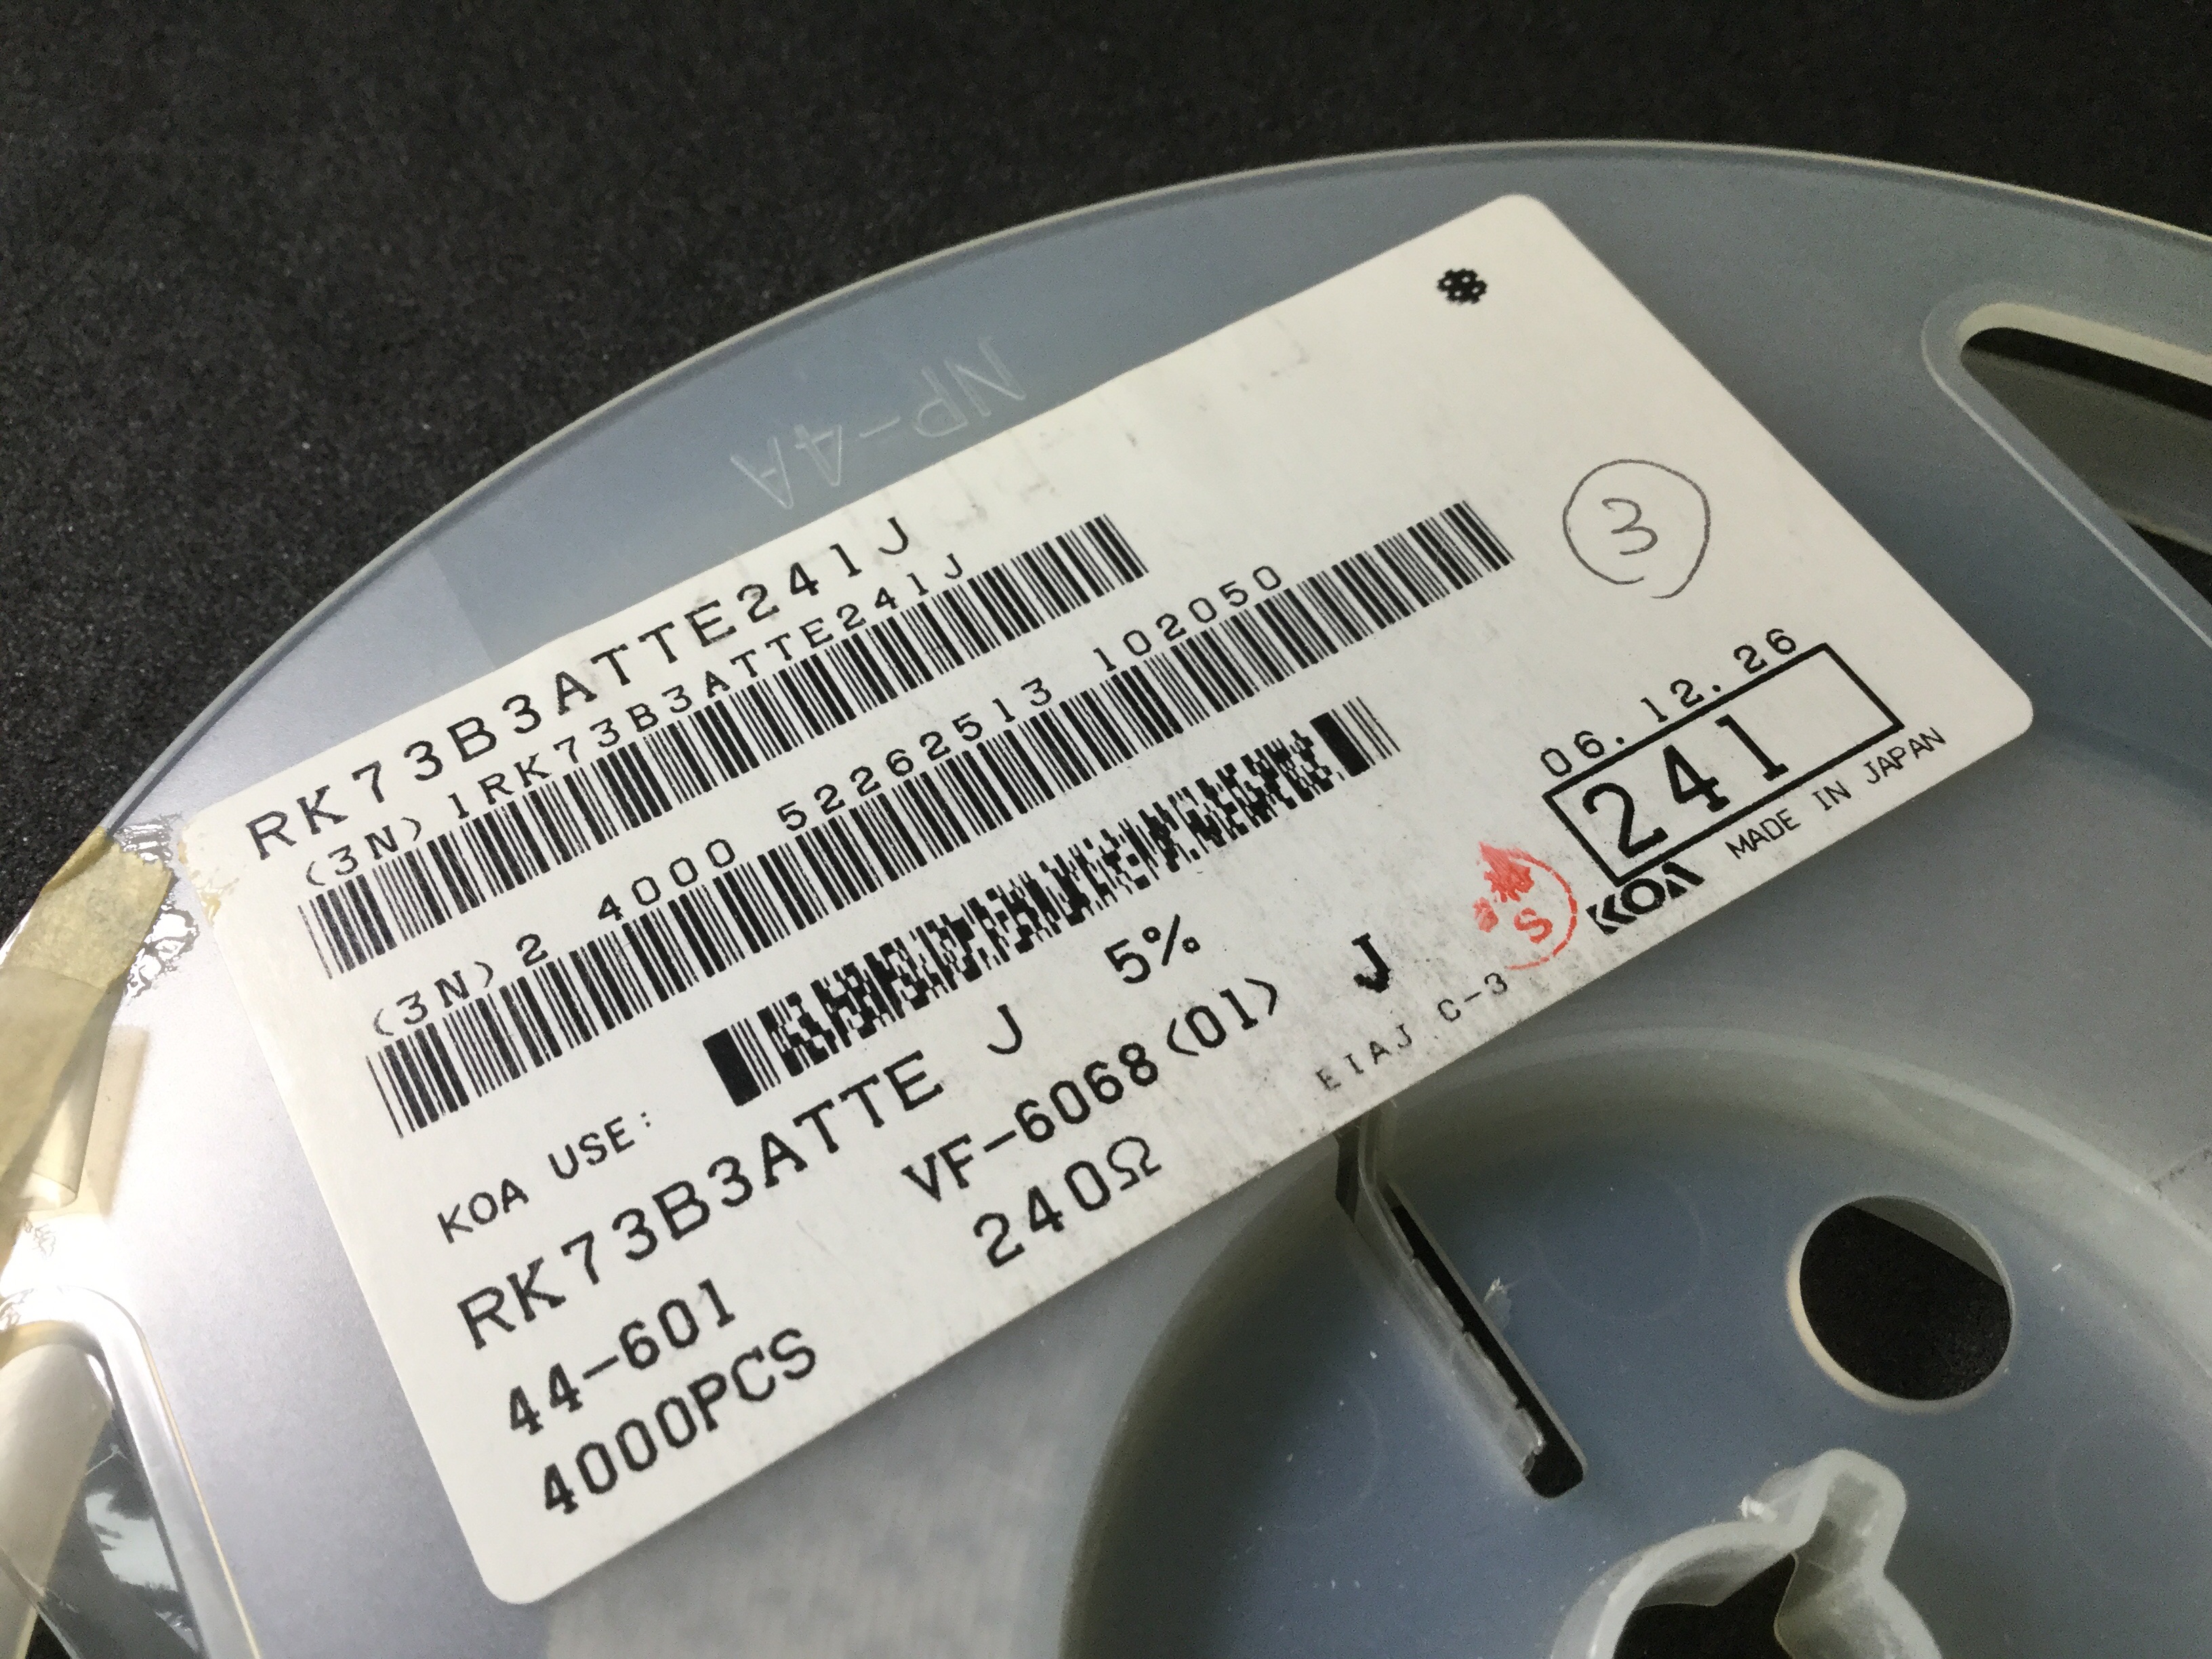 NP-4A
RK73B3ATTE241J
(3N)1RK73B3ATTE241J
(3N)2 4000 52262513 102050
3
06.12.26
241
KOA MADE IN JAPAN
S
KOA USE:
RK73B3ATTE J 5%
44-601 VF-6068(01) J
4000PCS 240Ω
EIAJ C-3